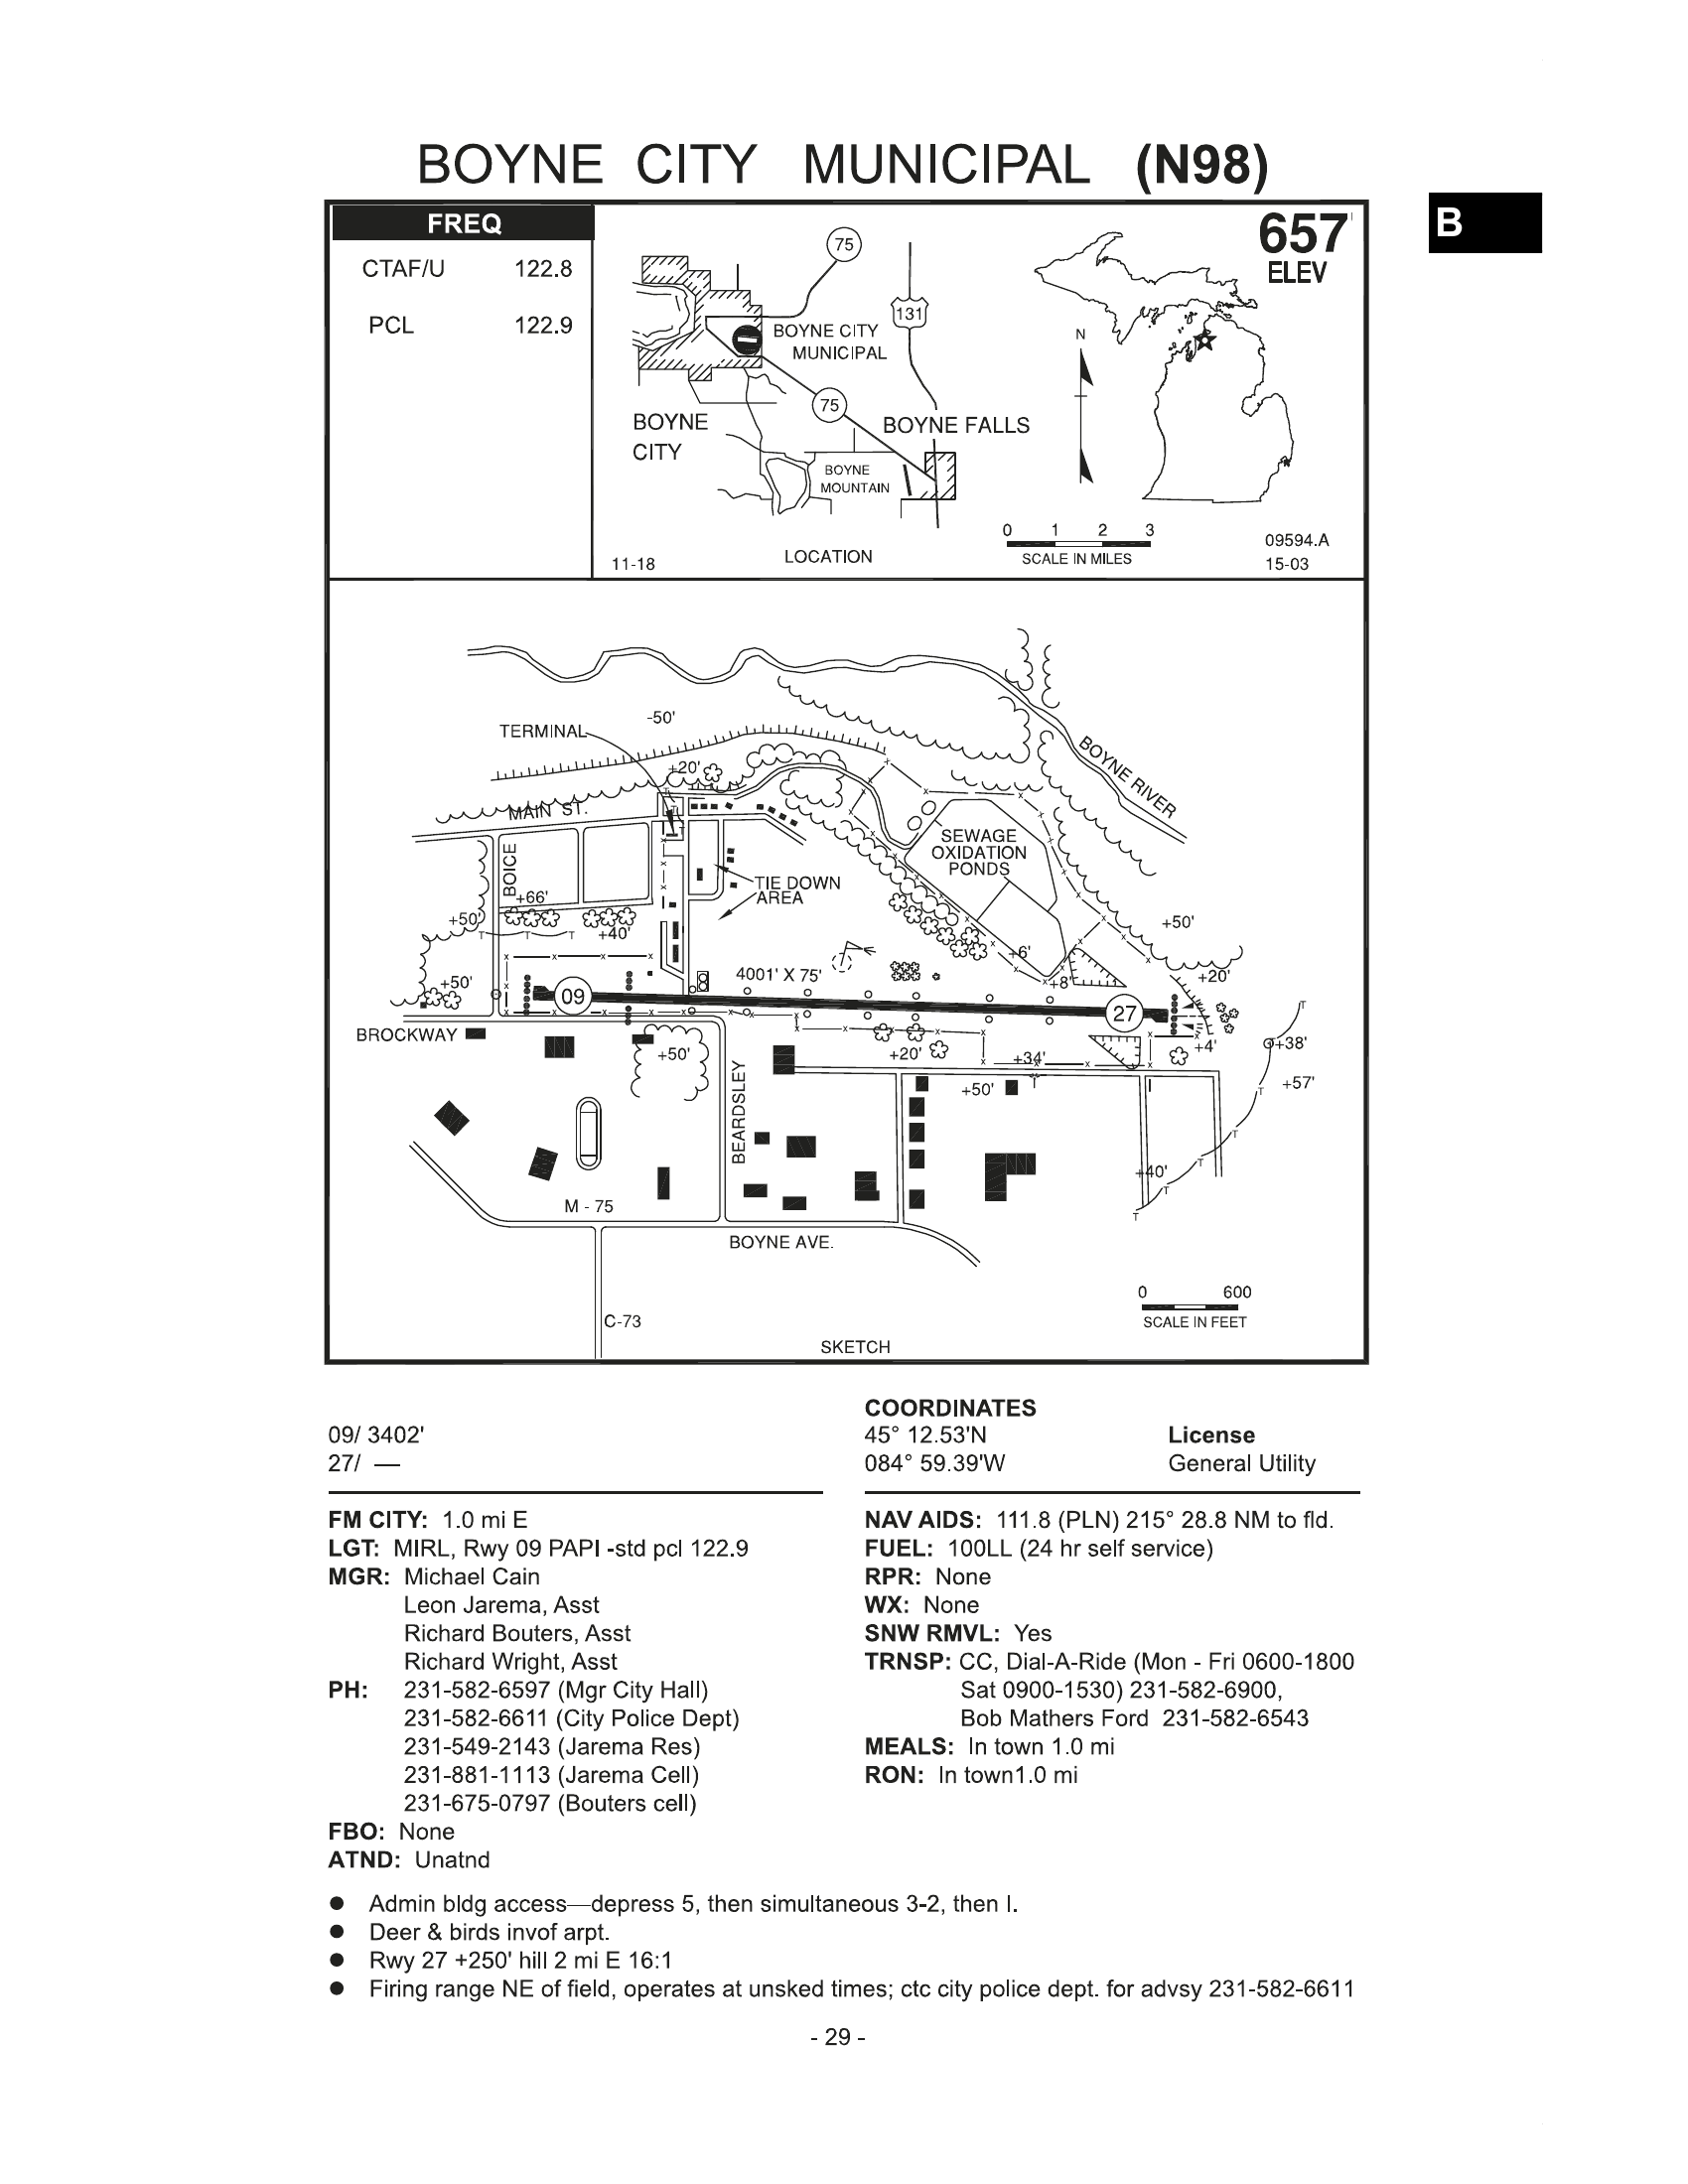 BOYNE CITY MUNICIPAL (N98)
B
FREQ
CTAF/U 122.8
PCL 122.9
657'
ELEV
75
131
BOYNE CITY
MUNICIPAL
N
75
BOYNE
CITY
BOYNE FALLS
BOYNE
MOUNTAIN
0 1 2 3
SCALE IN MILES
09594.A
15-03
11-18
LOCATION
-50'
TERMINAL
BOYNE RIVER
+20'
MAIN ST.
SEWAGE
OXIDATION
PONDS
BOICE
TIE DOWN
AREA
+66'
+50'
+40'
+50'
+6'
+50'
4001' X 75'
+8'
+20'
09
27
BROCKWAY
+50'
+20'
+34'
+4'
+38'
+50'
+57'
BEARDSLEY
+40'
M - 75
BOYNE AVE.
0 600
SCALE IN FEET
C-73
SKETCH
09/ 3402'
27/ —
COORDINATES
45° 12.53'N
084° 59.39'W
License
General Utility
FM CITY: 1.0 mi E
LGT: MIRL, Rwy 09 PAPI -std pcl 122.9
MGR: Michael Cain
Leon Jarema, Asst
Richard Bouters, Asst
Richard Wright, Asst
PH: 231-582-6597 (Mgr City Hall)
231-582-6611 (City Police Dept)
231-549-2143 (Jarema Res)
231-881-1113 (Jarema Cell)
231-675-0797 (Bouters cell)
FBO: None
ATND: Unatnd
NAV AIDS: 111.8 (PLN) 215° 28.8 NM to fld.
FUEL: 100LL (24 hr self service)
RPR: None
WX: None
SNW RMVL: Yes
TRNSP: CC, Dial-A-Ride (Mon - Fri 0600-1800
Sat 0900-1530) 231-582-6900,
Bob Mathers Ford 231-582-6543
MEALS: In town 1.0 mi
RON: In town1.0 mi
● Admin bldg access—depress 5, then simultaneous 3-2, then I.
● Deer & birds invof arpt.
● Rwy 27 +250' hill 2 mi E 16:1
● Firing range NE of field, operates at unsked times; ctc city police dept. for advsy 231-582-6611
- 29 -